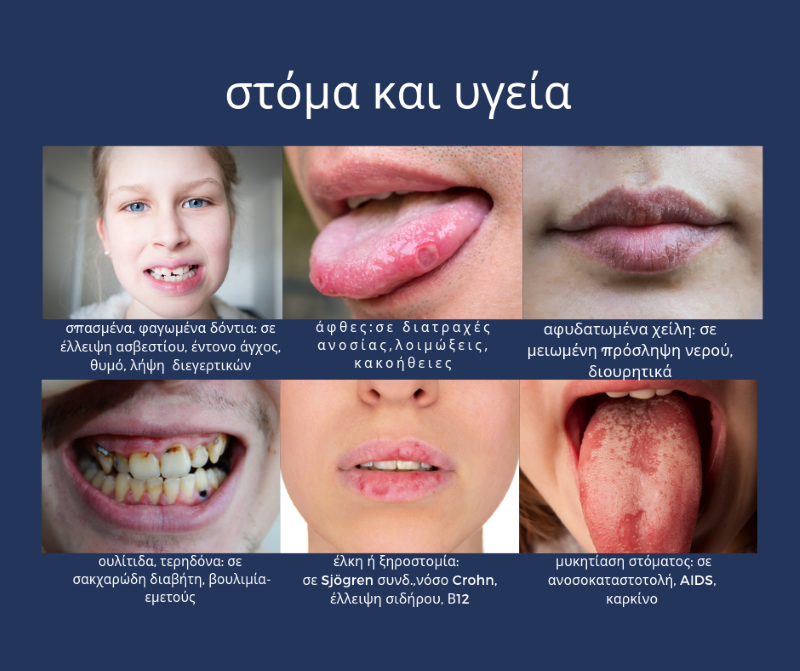 στόμα και υγεία
σπασμένα, φαγωμένα δόντια: σε
έλλειψη ασβεστίου, έντονο άγχος,
θυμό, λήψη διεγερτικών
άφθες:σε διατραχές
ανοσίας,λοιμώξεις,
κακοήθειες
αφυδατωμένα χείλη: σε
μειωμένη πρόσληψη νερού,
διουρητικά
ουλίτιδα, τερηδόνα: σε
σακχαρώδη διαβήτη, βουλιμία-
εμετούς
έλκη ή ξηροστομία:
σε Sjögren συνδ.,νόσο Crohn,
έλλειψη σιδήρου, Β12
μυκητίαση στόματος: σε
ανοσοκαταστοτολή, AIDS,
καρκίνο